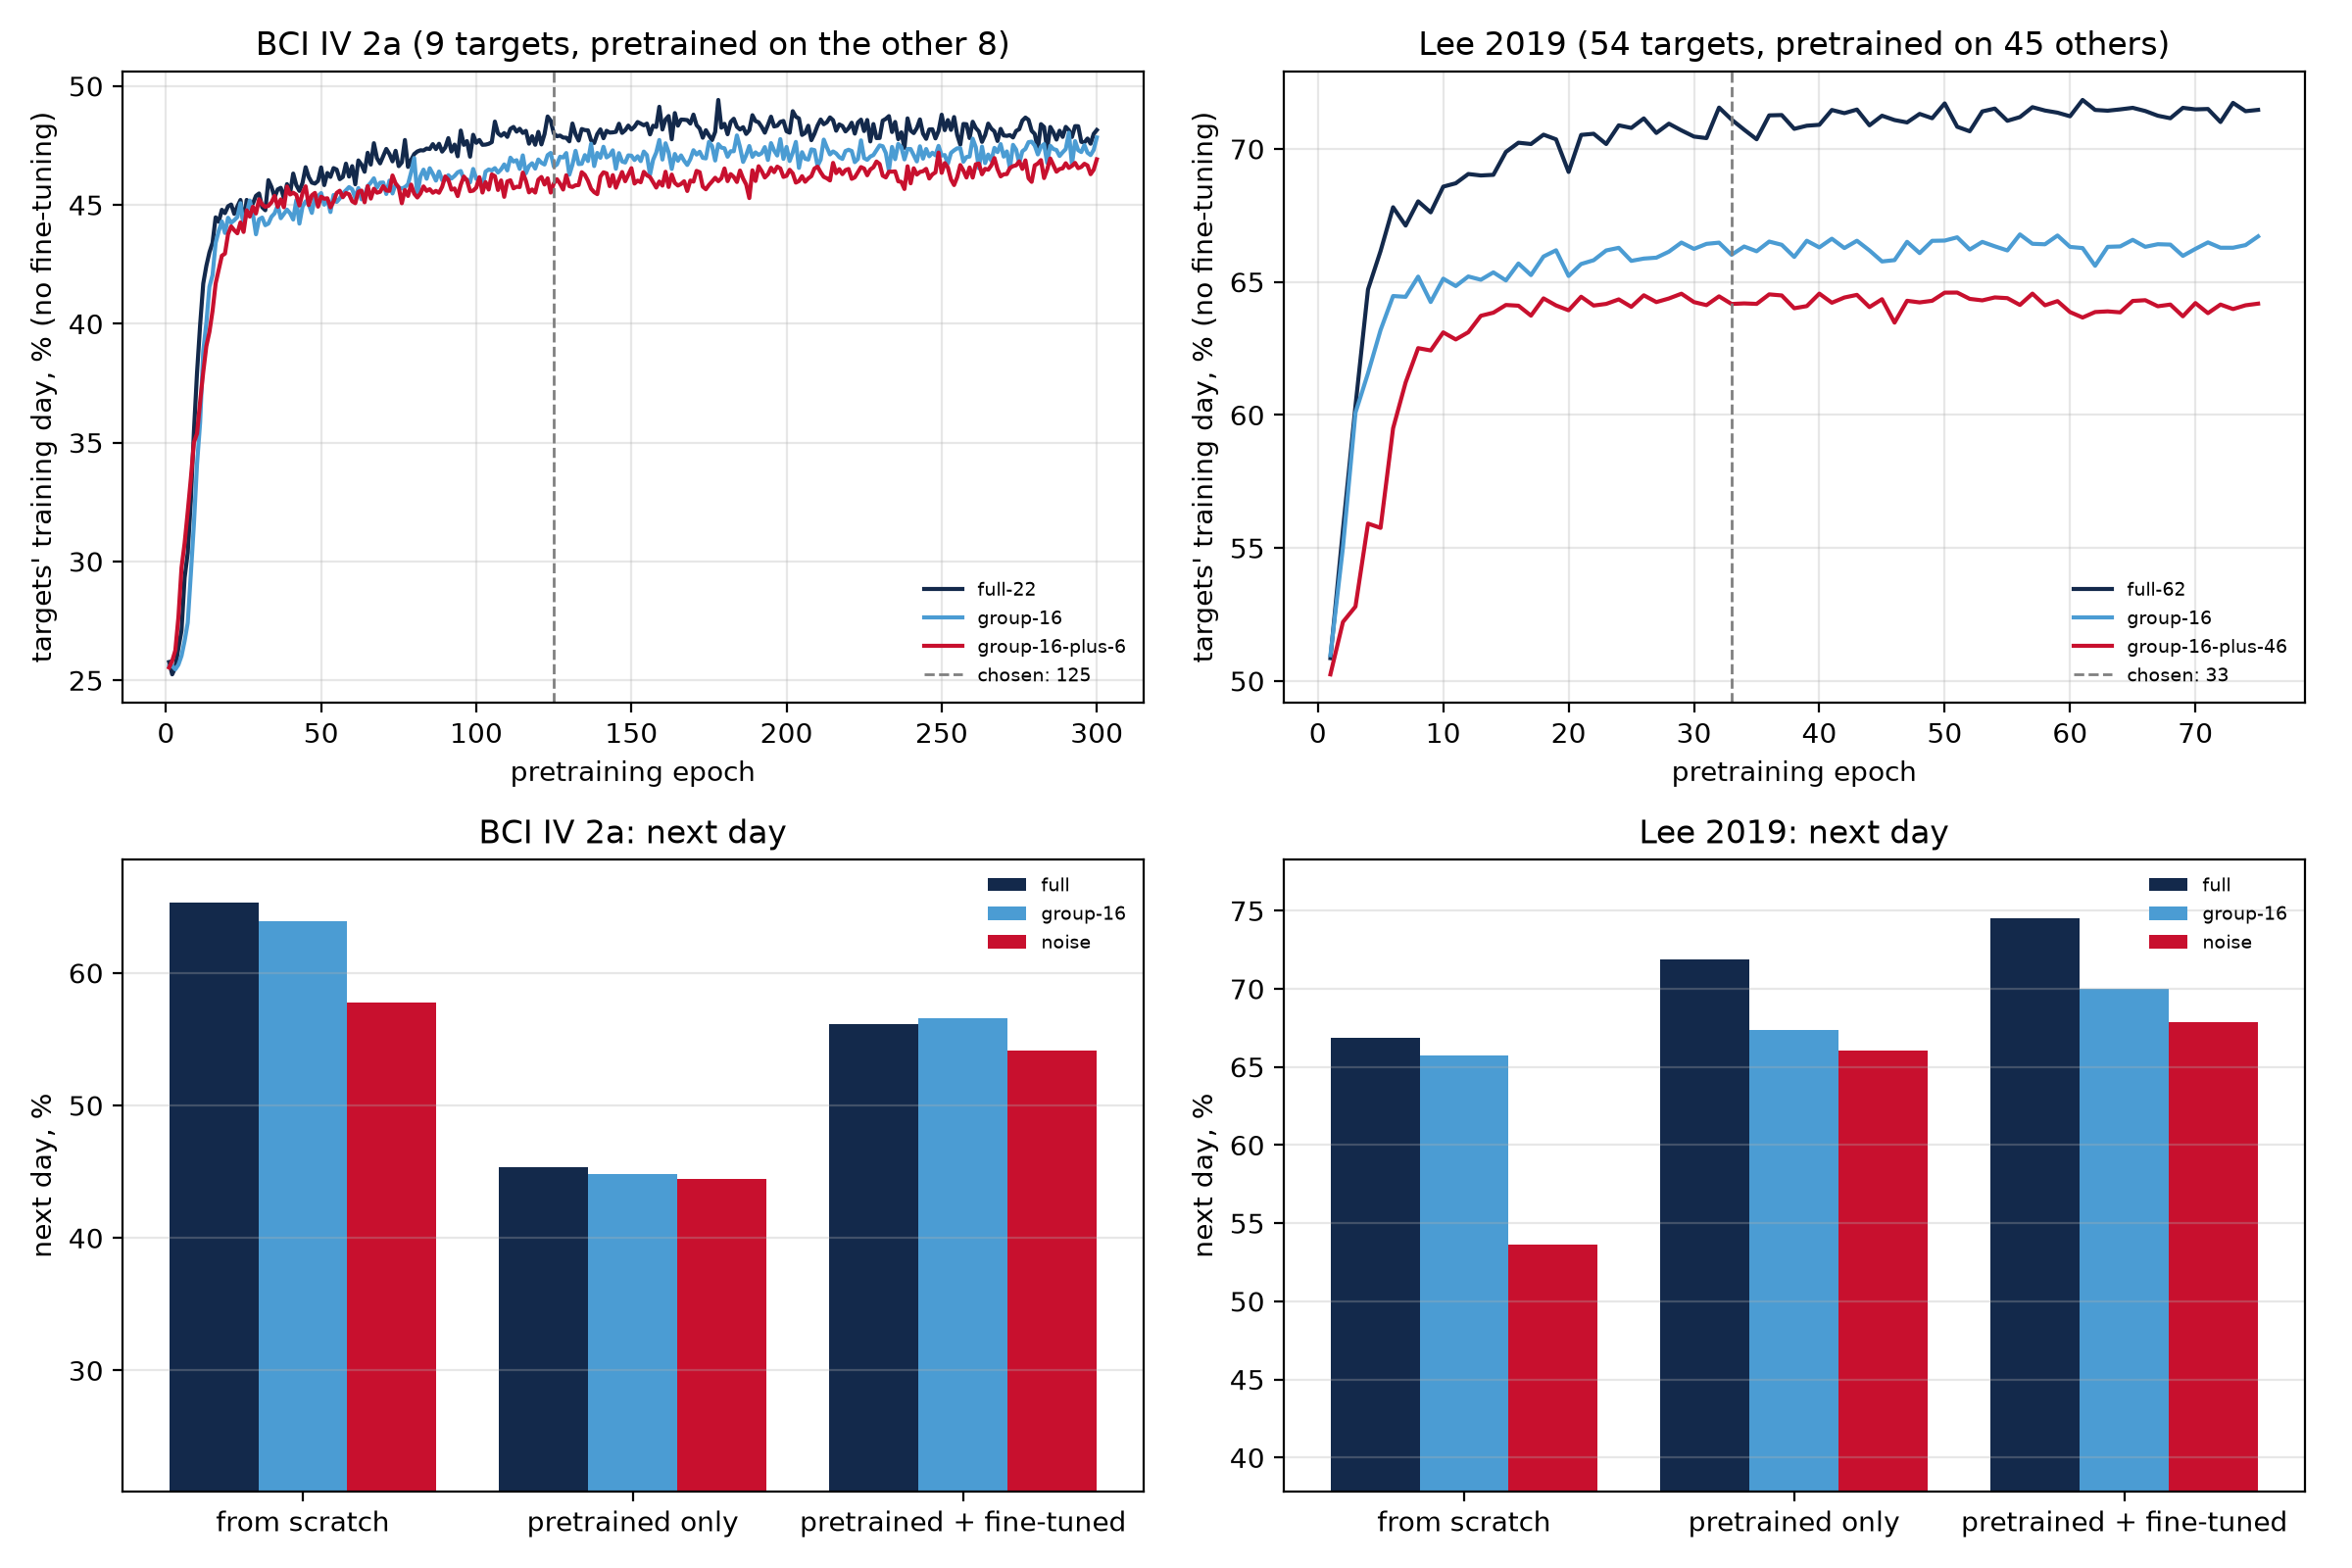 BCI IV 2a (9 targets, pretrained on the other 8)
targets' training day, % (no fine-tuning)
50
45
40
35
30
25
full-22
group-16
group-16-plus-6
chosen: 125
0 50 100 150 200 250 300
pretraining epoch
Lee 2019 (54 targets, pretrained on 45 others)
targets' training day, % (no fine-tuning)
70
65
60
55
50
full-62
group-16
group-16-plus-46
chosen: 33
0 10 20 30 40 50 60 70
pretraining epoch
BCI IV 2a: next day
next day, %
60
50
40
30
full
group-16
noise
from scratch pretrained only pretrained + fine-tuned
Lee 2019: next day
next day, %
75
70
65
60
55
50
45
40
full
group-16
noise
from scratch pretrained only pretrained + fine-tuned